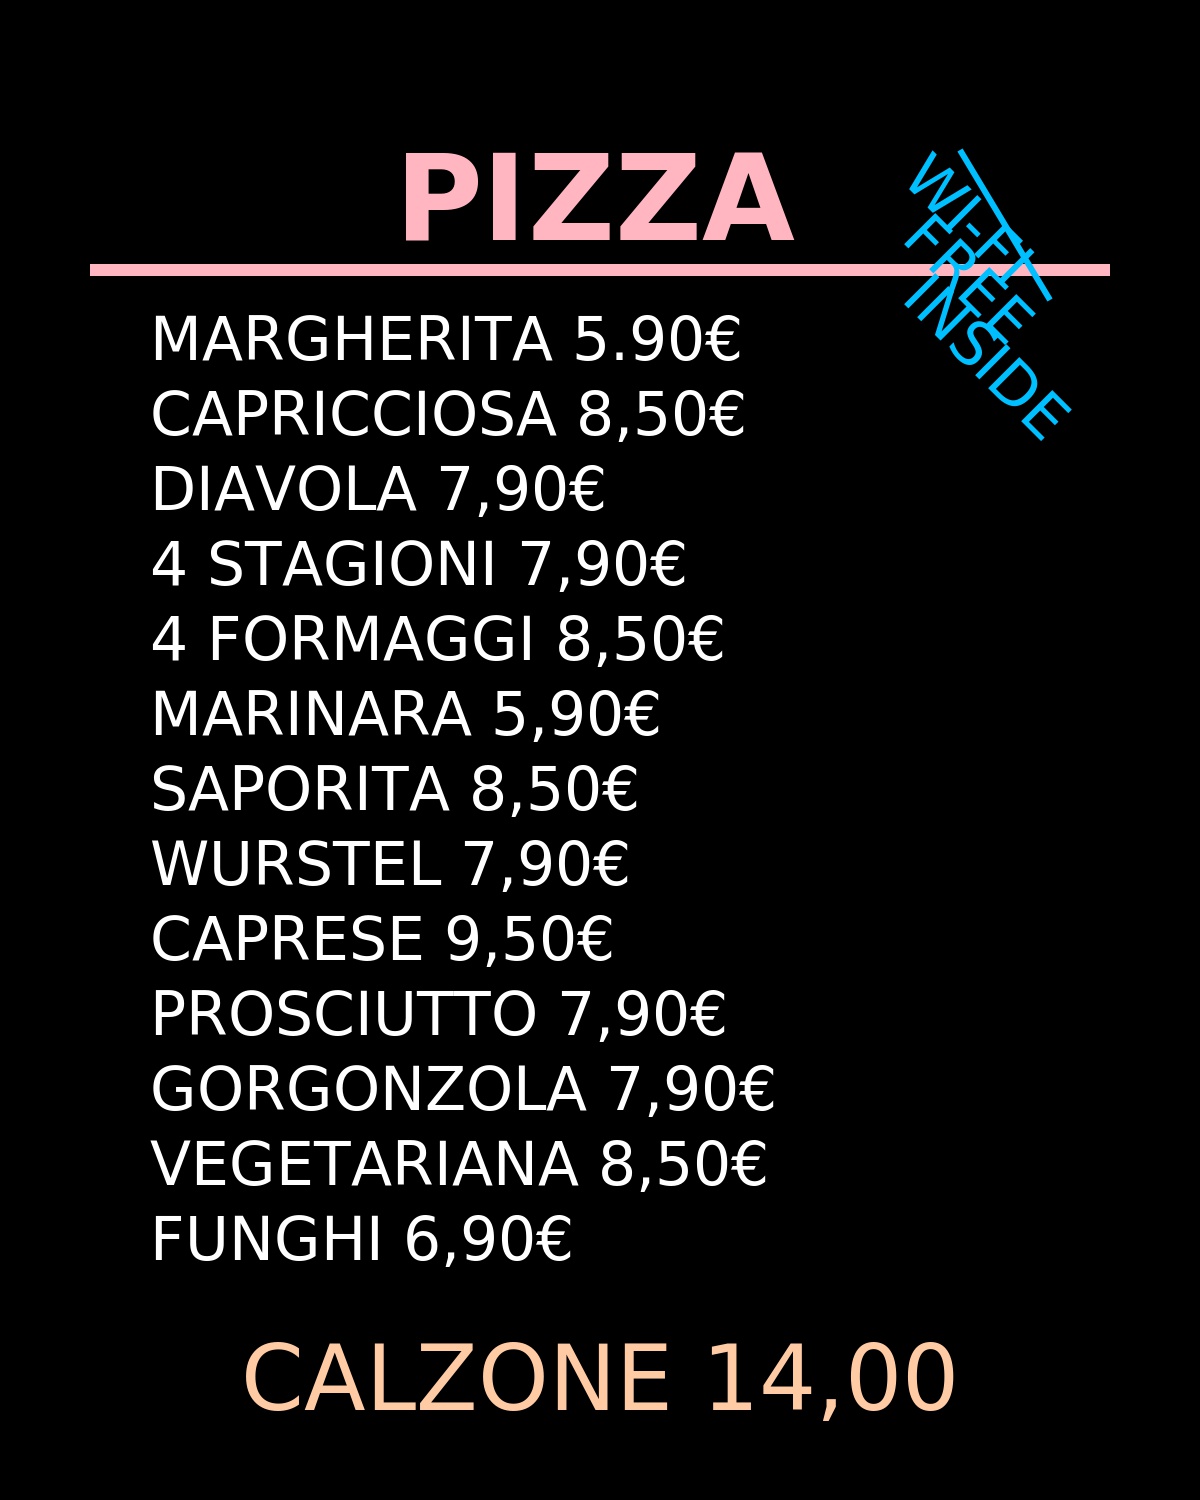 PIZZA
WI-FI
FREE
INSIDE
MARGHERITA 5.90€
CAPRICCIOSA 8,50€
DIAVOLA 7,90€
4 STAGIONI 7,90€
4 FORMAGGI 8,50€
MARINARA 5,90€
SAPORITA 8,50€
WURSTEL 7,90€
CAPRESE 9,50€
PROSCIUTTO 7,90€
GORGONZOLA 7,90€
VEGETARIANA 8,50€
FUNGHI 6,90€
CALZONE 14,00